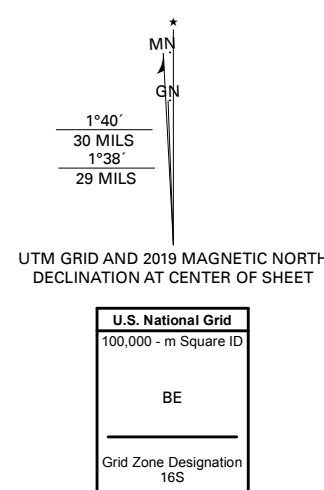 ★
MN
GN
1°40´
30 MILS
1°38´
29 MILS
UTM GRID AND 2019 MAGNETIC NORTH
DECLINATION AT CENTER OF SHEET
U.S. National Grid
100,000 - m Square ID
BE
Grid Zone Designation
16S